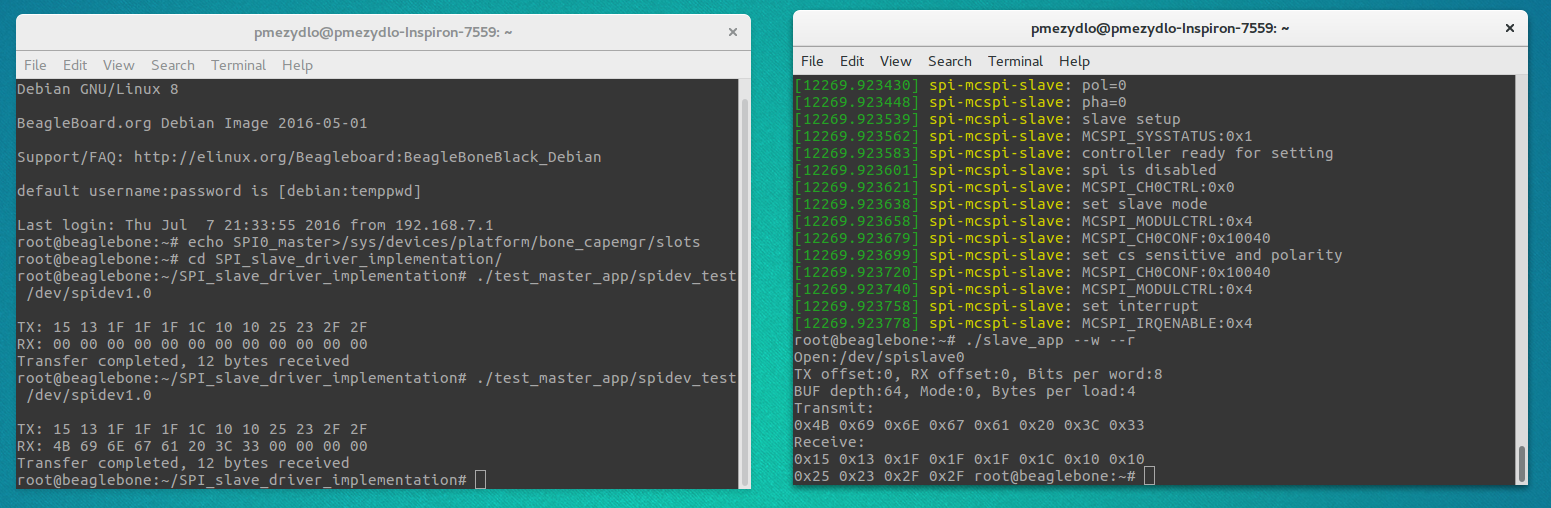 pmezydlo@pmezydlo-Inspiron-7559: ~
File Edit View Search Terminal Help
Debian GNU/Linux 8
BeagleBoard.org Debian Image 2016-05-01
Support/FAQ: http://elinux.org/Beagleboard:BeagleBoneBlack_Debian
default username:password is [debian:temppwd]
Last login: Thu Jul  7 21:33:55 2016 from 192.168.7.1
root@beaglebone:~# echo SPI0_master>/sys/devices/platform/bone_capemgr/slots
root@beaglebone:~# cd SPI_slave_driver_implementation/
root@beaglebone:~/SPI_slave_driver_implementation# ./test_master_app/spidev_test
 /dev/spidev1.0
TX: 15 13 1F 1F 1F 1C 10 10 25 23 2F 2F
RX: 00 00 00 00 00 00 00 00 00 00 00 00
Transfer completed, 12 bytes received
root@beaglebone:~/SPI_slave_driver_implementation# ./test_master_app/spidev_test
 /dev/spidev1.0
TX: 15 13 1F 1F 1F 1C 10 10 25 23 2F 2F
RX: 4B 69 6E 67 61 20 3C 33 00 00 00 00
Transfer completed, 12 bytes received
root@beaglebone:~/SPI_slave_driver_implementation#
pmezydlo@pmezydlo-Inspiron-7559: ~
File Edit View Search Terminal Help
[12269.923430] spi-mcspi-slave: pol=0
[12269.923448] spi-mcspi-slave: pha=0
[12269.923539] spi-mcspi-slave: slave setup
[12269.923562] spi-mcspi-slave: MCSPI_SYSSTATUS:0x1
[12269.923583] spi-mcspi-slave: controller ready for setting
[12269.923601] spi-mcspi-slave: spi is disabled
[12269.923621] spi-mcspi-slave: MCSPI_CH0CTRL:0x0
[12269.923638] spi-mcspi-slave: set slave mode
[12269.923658] spi-mcspi-slave: MCSPI_MODULCTRL:0x4
[12269.923679] spi-mcspi-slave: MCSPI_CH0CONF:0x10040
[12269.923699] spi-mcspi-slave: set cs sensitive and polarity
[12269.923720] spi-mcspi-slave: MCSPI_CH0CONF:0x10040
[12269.923740] spi-mcspi-slave: MCSPI_MODULCTRL:0x4
[12269.923758] spi-mcspi-slave: set interrupt
[12269.923778] spi-mcspi-slave: MCSPI_IRQENABLE:0x4
root@beaglebone:~# ./slave_app --w --r
Open:/dev/spislave0
TX offset:0, RX offset:0, Bits per word:8
BUF depth:64, Mode:0, Bytes per load:4
Transmit:
0x4B 0x69 0x6E 0x67 0x61 0x20 0x3C 0x33
Receive:
0x15 0x13 0x1F 0x1F 0x1F 0x1C 0x10 0x10
0x25 0x23 0x2F 0x2F root@beaglebone:~#